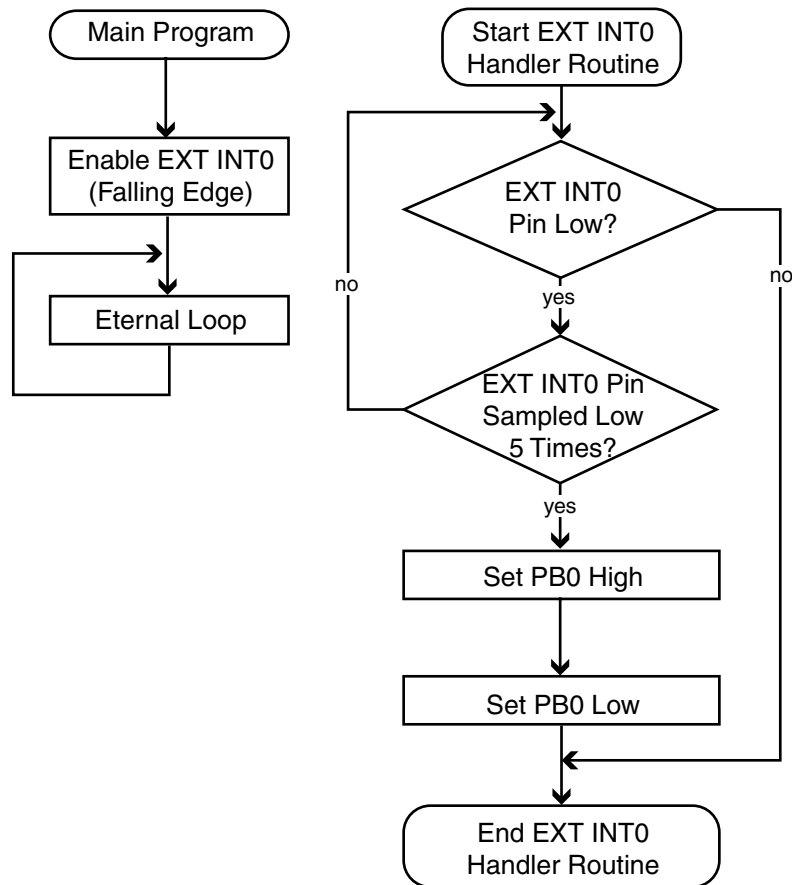 Main Program
Enable EXT INT0
(Falling Edge)
Eternal Loop
Start EXT INT0
Handler Routine
EXT INT0
Pin Low?
no
no
yes
EXT INT0 Pin
Sampled Low
5 Times?
yes
Set PB0 High
Set PB0 Low
End EXT INT0
Handler Routine